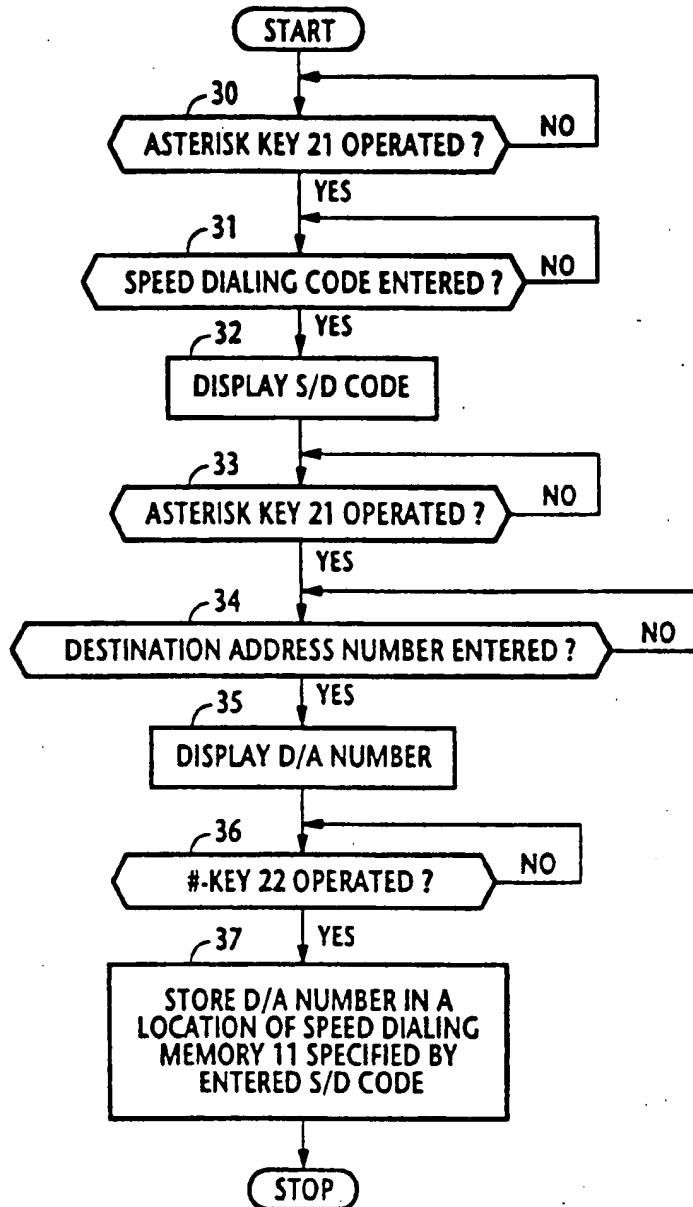 START
30
ASTERISK KEY 21 OPERATED ?
NO
YES
31
SPEED DIALING CODE ENTERED ?
NO
YES
32
DISPLAY S/D CODE
33
ASTERISK KEY 21 OPERATED ?
NO
YES
34
DESTINATION ADDRESS NUMBER ENTERED ?
NO
YES
35
DISPLAY D/A NUMBER
36
#-KEY 22 OPERATED ?
NO
YES
37
STORE D/A NUMBER IN A
LOCATION OF SPEED DIALING
MEMORY 11 SPECIFIED BY
ENTERED S/D CODE
STOP